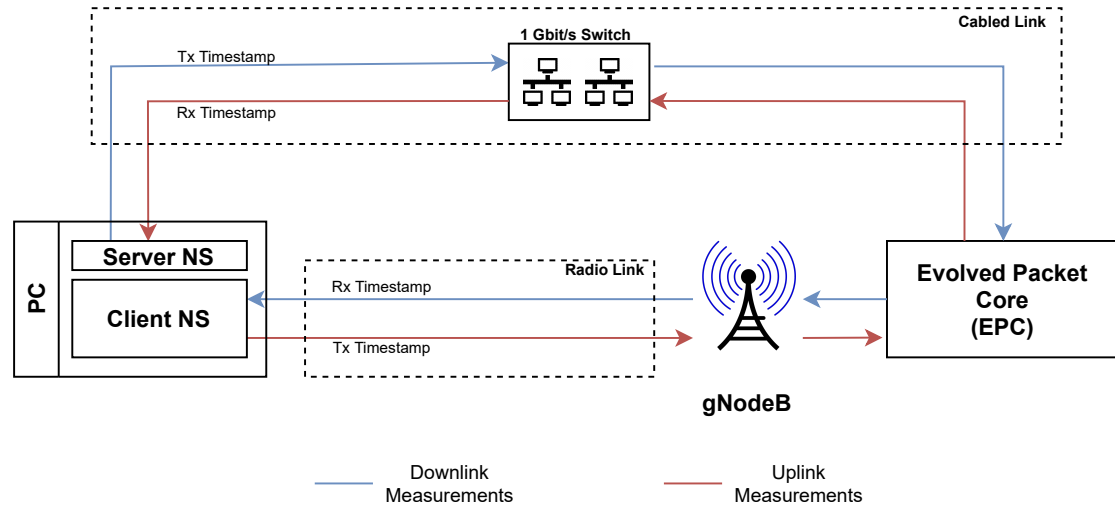 Cabled Link
1 Gbit/s Switch
Tx Timestamp
Rx Timestamp
PC
Server NS
Client NS
Radio Link
Rx Timestamp
Tx Timestamp
gNodeB
Evolved Packet
Core
(EPC)
Downlink
Measurements
Uplink
Measurements